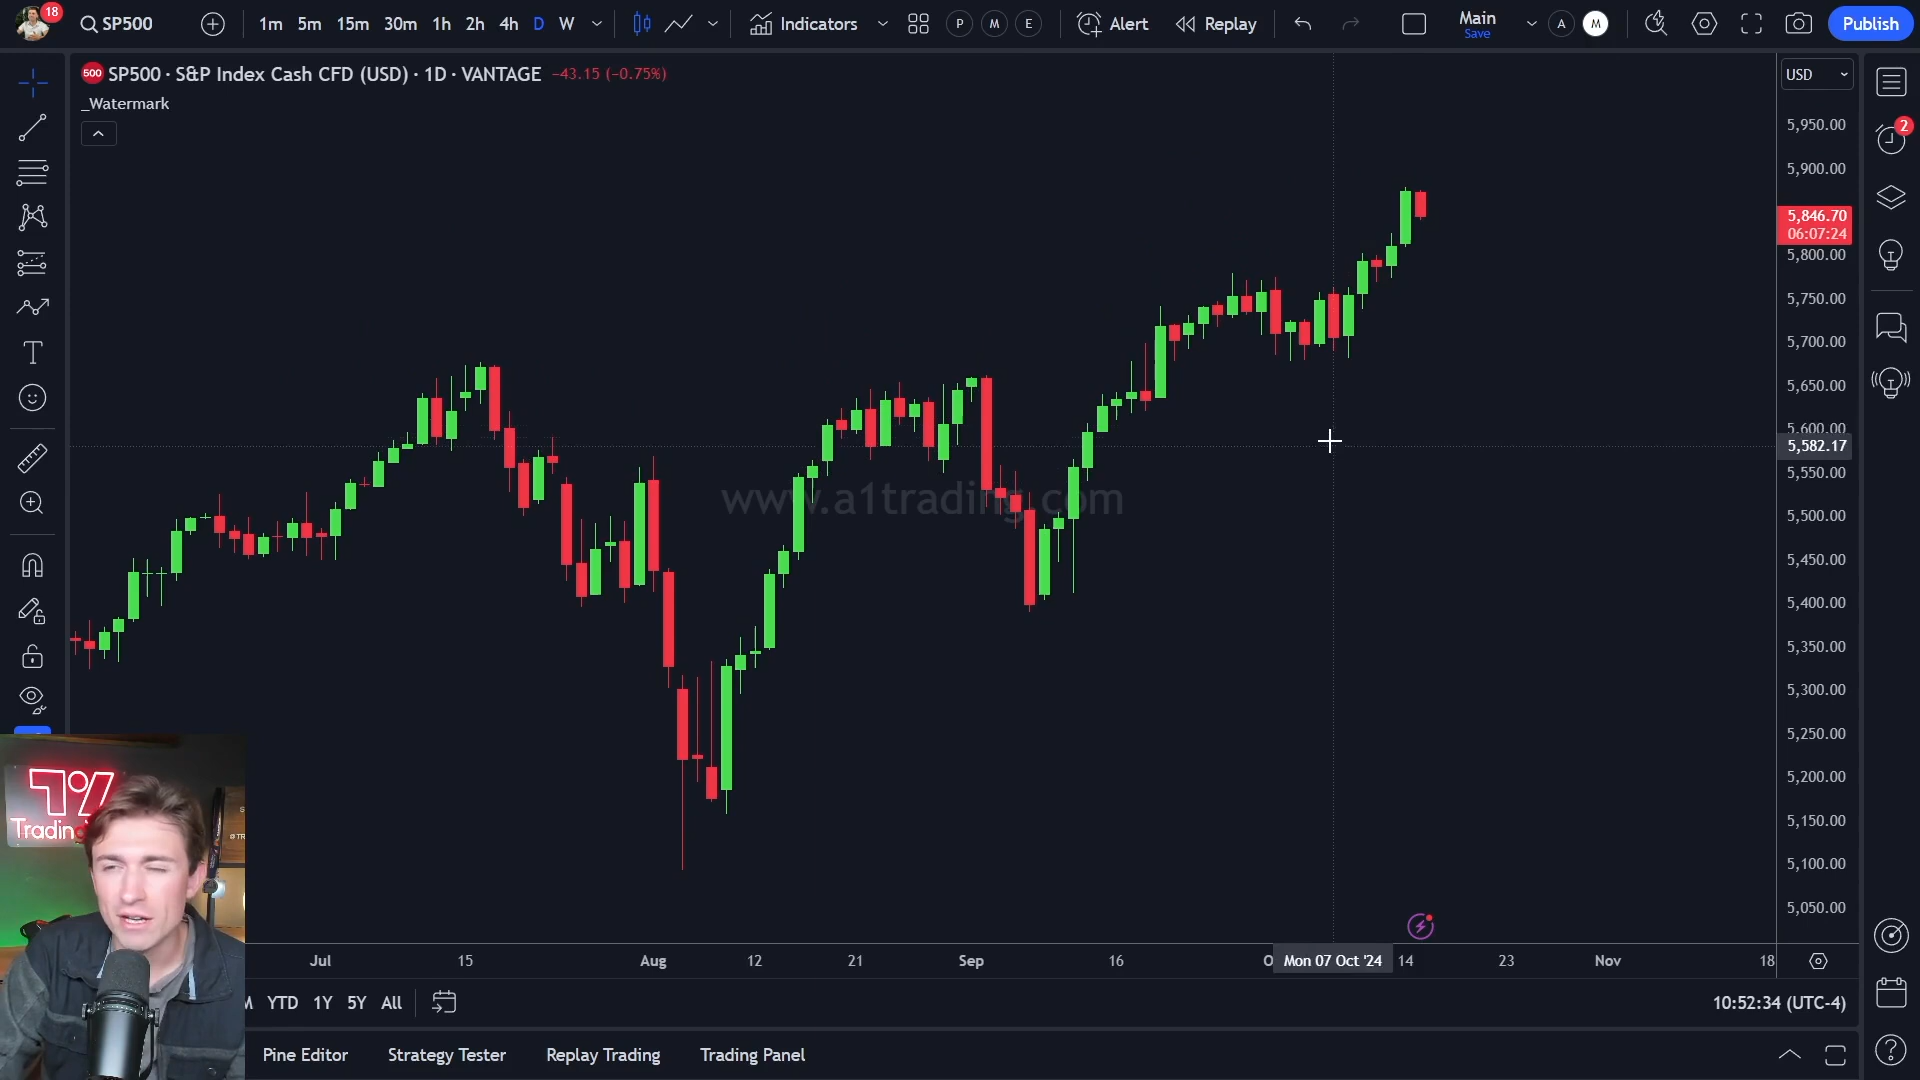 18
SP500
1m 5m 15m 30m 1h 2h 4h D W
Indicators
P M E
Alert
Replay
Main
Save
A M
Publish
500 SP500 · S&P Index Cash CFD (USD) · 1D · VANTAGE −43.15 (−0.75%)
_Watermark
USD
5,950.00
5,900.00
5,846.70
06:07:24
5,800.00
5,750.00
5,700.00
5,650.00
5,600.00
5,582.17
5,550.00
5,500.00
5,450.00
5,400.00
5,350.00
5,300.00
5,250.00
5,200.00
5,150.00
5,100.00
5,050.00
2
www.a1trading.com
Jul 15 Aug 12 21 Sep 16 Mon 07 Oct '24 14 23 Nov 18
YTD 1Y 5Y All
10:52:34 (UTC-4)
Pine Editor Strategy Tester Replay Trading Trading Panel